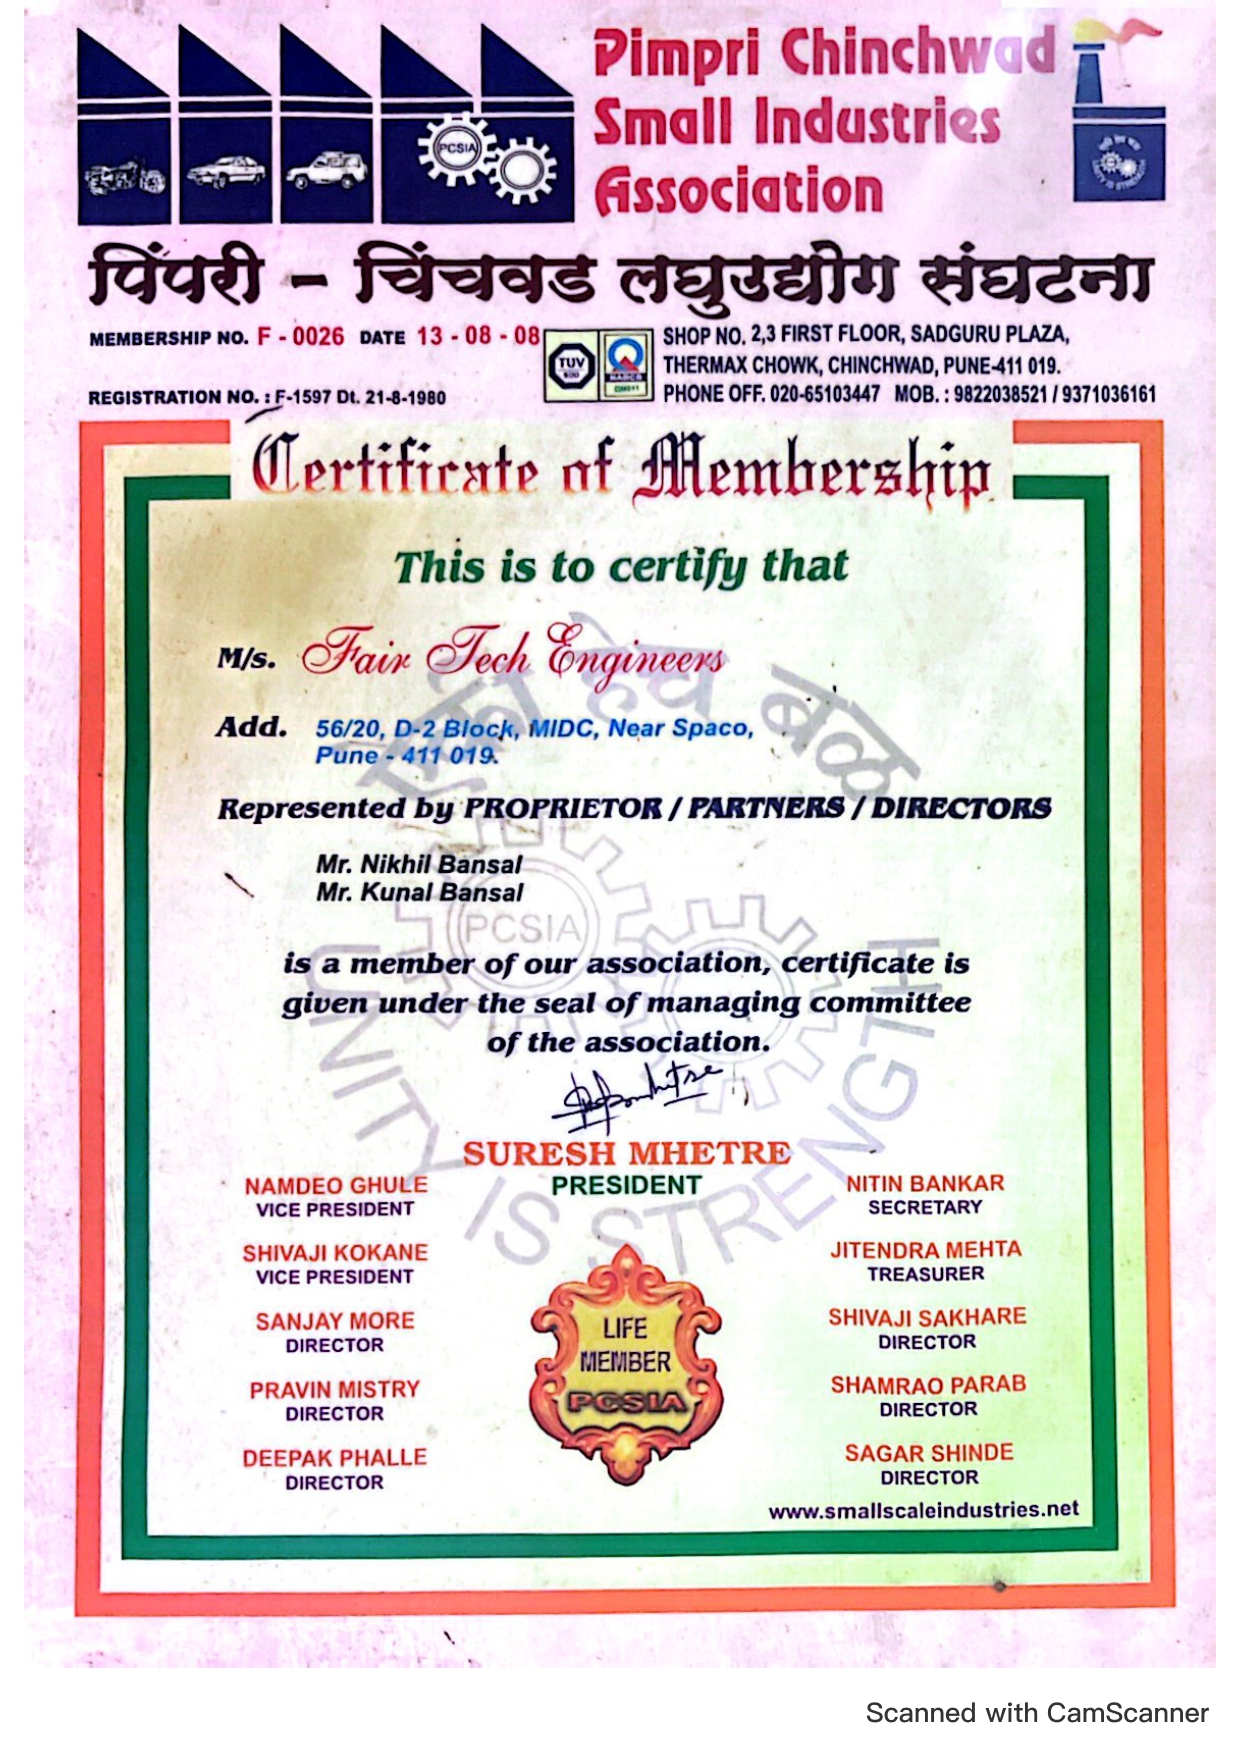 Pimpri Chinchwad
Small Industries
Association
PCSIA
पिंपरी - चिंचवड लघुउद्योग संघटना
MEMBERSHIP NO. F - 0026 DATE 13 - 08 - 08
REGISTRATION NO. : F-1597 Dt. 21-8-1980
TUV
SHOP NO. 2,3 FIRST FLOOR, SADGURU PLAZA,
THERMAX CHOWK, CHINCHWAD, PUNE-411 019.
PHONE OFF. 020-65103447 MOB. : 9822038521 / 9371036161
Certificate of Membership
This is to certify that
M/s. Fair Tech Engineers
Add. 56/20, D-2 Block, MIDC, Near Spaco,
Pune - 411 019.
Represented by PROPRIETOR / PARTNERS / DIRECTORS
Mr. Nikhil Bansal
Mr. Kunal Bansal
हेच बळ
PCSIA
UNITY IS STRENGTH
is a member of our association, certificate is
given under the seal of managing committee
of the association.
SURESH MHETRE
PRESIDENT
NAMDEO GHULE
VICE PRESIDENT
SHIVAJI KOKANE
VICE PRESIDENT
SANJAY MORE
DIRECTOR
PRAVIN MISTRY
DIRECTOR
DEEPAK PHALLE
DIRECTOR
LIFE
MEMBER
PCSIA
NITIN BANKAR
SECRETARY
JITENDRA MEHTA
TREASURER
SHIVAJI SAKHARE
DIRECTOR
SHAMRAO PARAB
DIRECTOR
SAGAR SHINDE
DIRECTOR
www.smallscaleindustries.net
Scanned with CamScanner